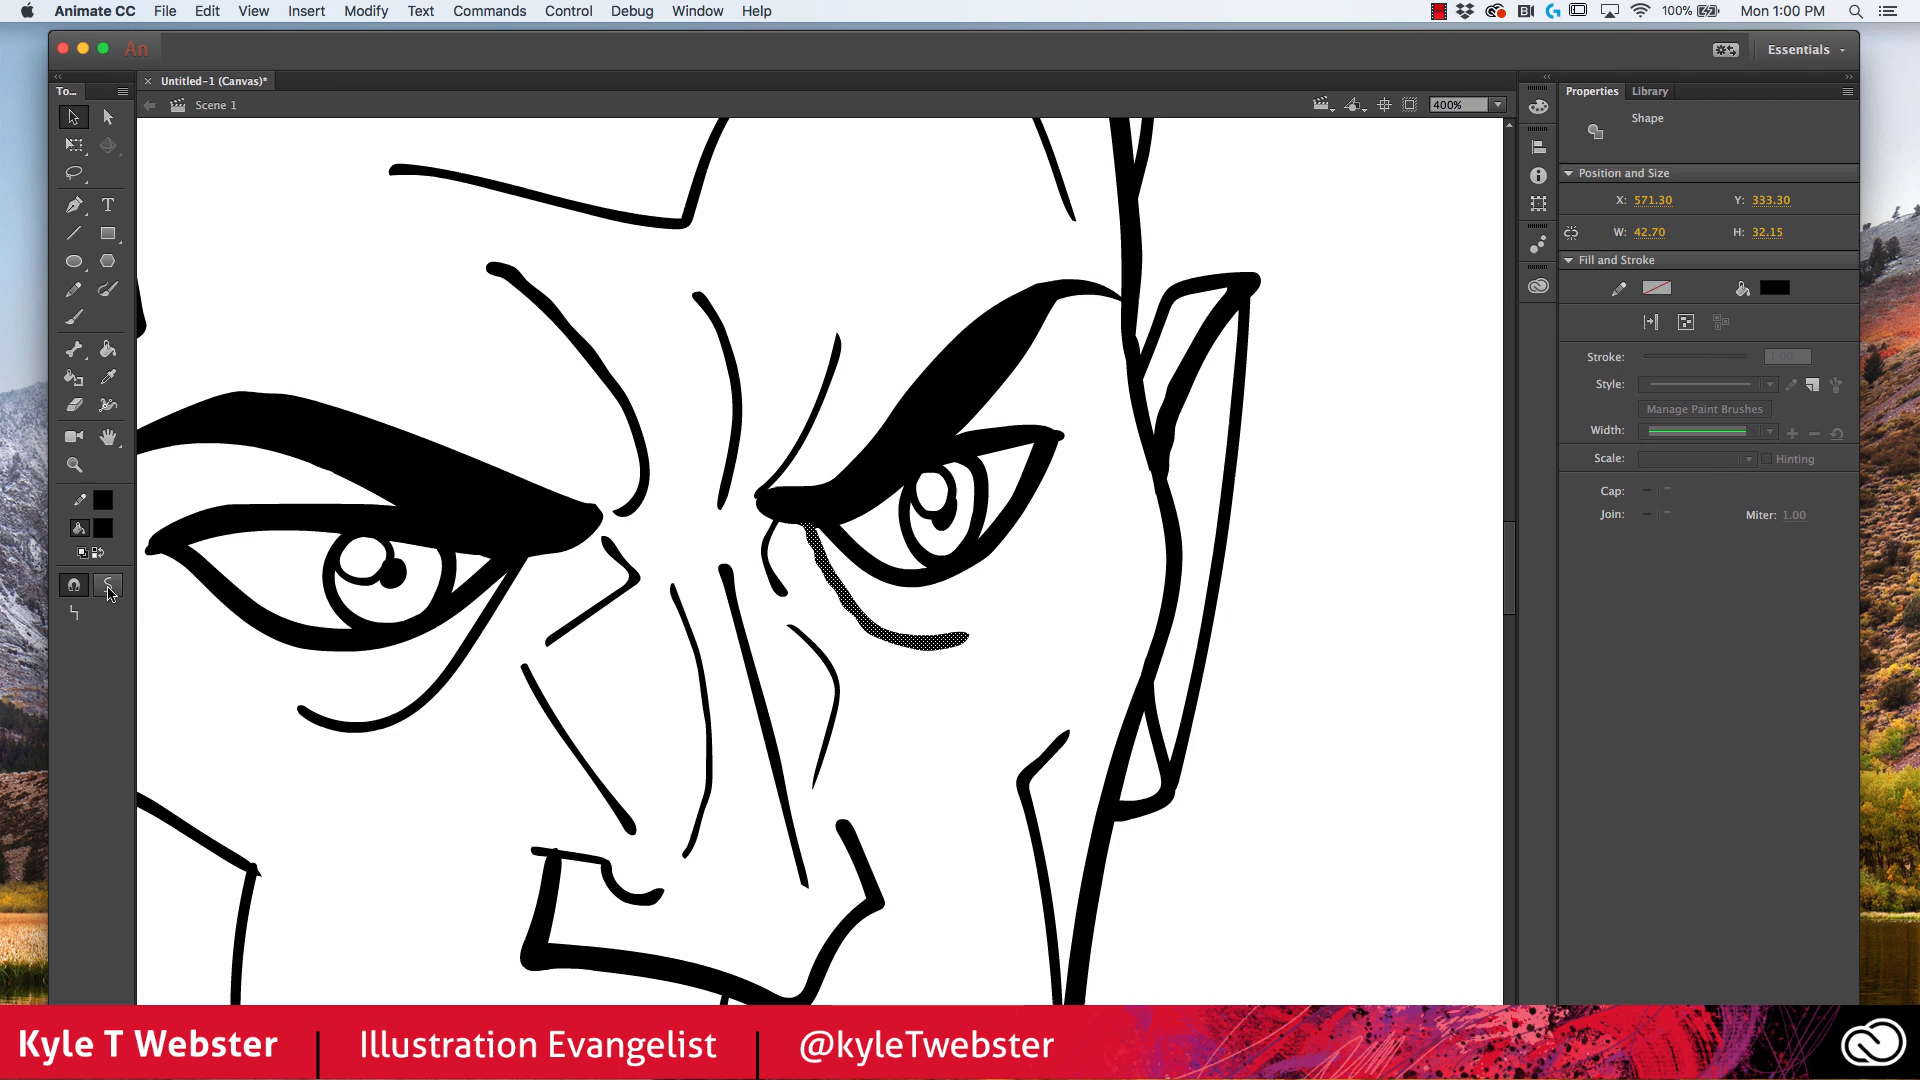 Animate CC File Edit View Insert Modify Text Commands Control Debug Window Help
100% Mon 1:00 PM
An
Essentials
To...
Untitled-1 (Canvas)*
Scene 1
400%
Properties Library
Shape
Position and Size
X: 571.30 Y: 333.30
W: 42.70 H: 32.15
Fill and Stroke
Stroke: 1.00
Style:
Manage Paint Brushes
Width:
Scale: Hinting
Cap:
Join: Miter: 1.00
T
Kyle T Webster | Illustration Evangelist | @kyleTwebster